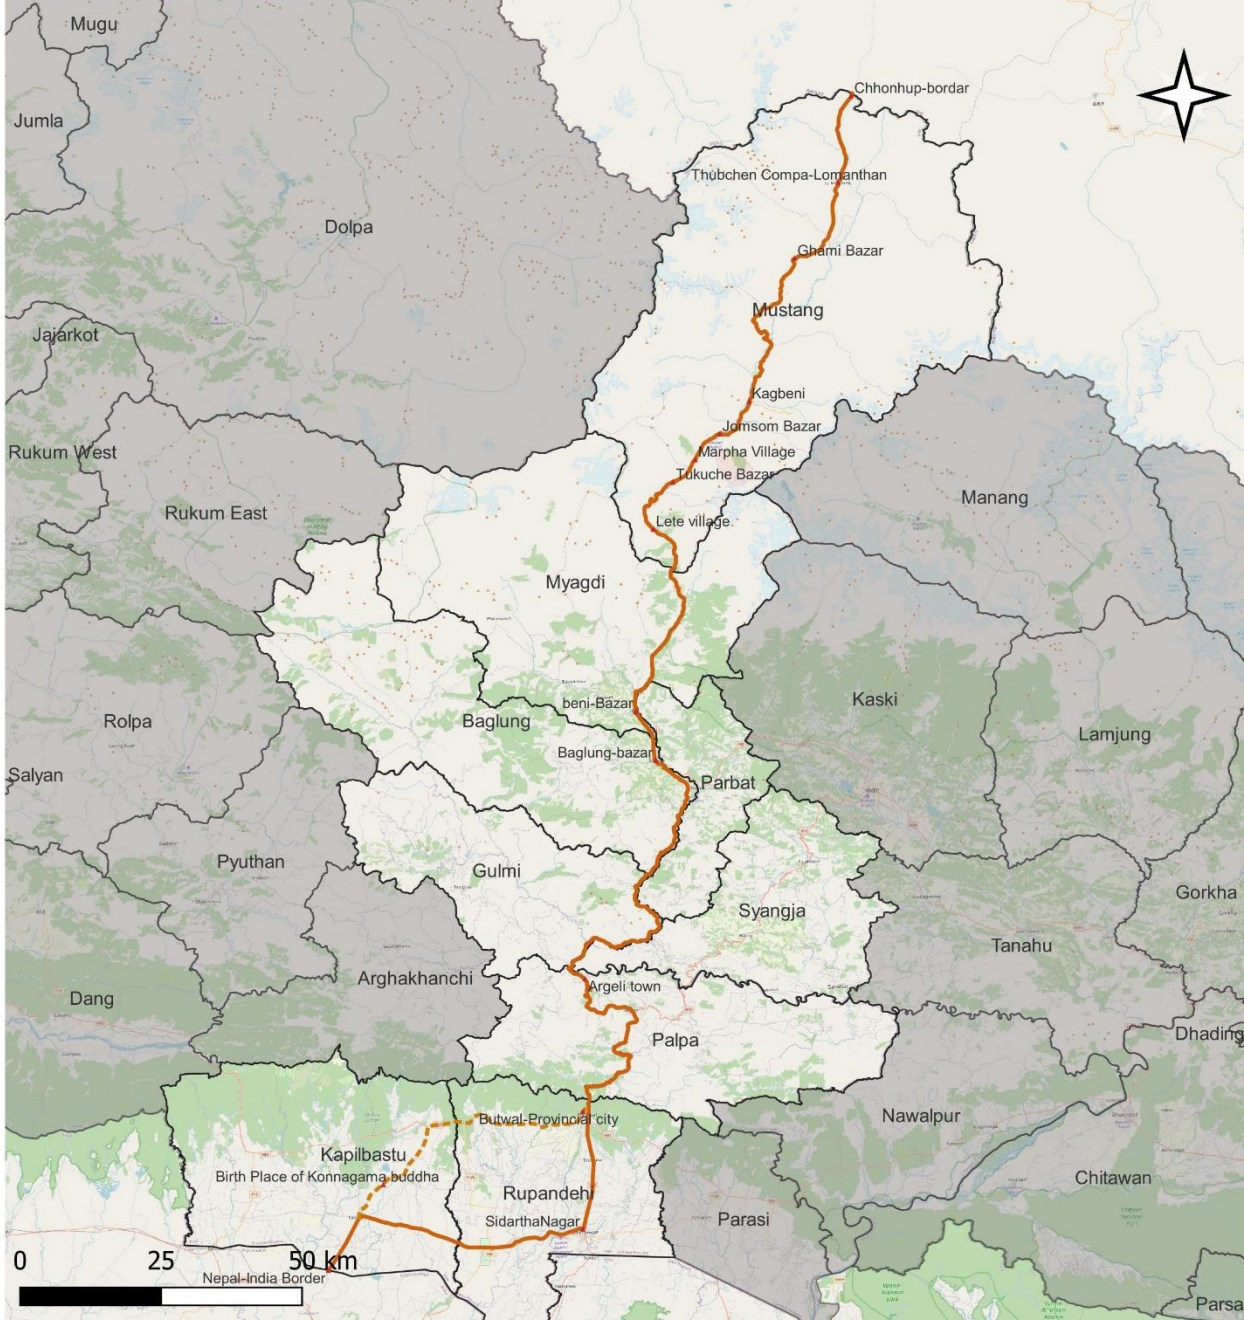 Mugu
Chhonhup-bordar
Jumla
Thubchen Compa-Lomanthan
Dolpa
Ghami Bazar
Mustang
Jajarkot
Kagbeni
Jomsom Bazar
Rukum West
Marpha Village
Tukuche Bazar
Manang
Rukum East
Lete village
Myagdi
Kaski
beni-Bazar
Rolpa
Baglung
Lamjung
Baglung-bazar
Salyan
Parbat
Pyuthan
Gulmi
Gorkha
Syangja
Tanahu
Arghakhanchi
Argeli town
Dang
Dhading
Palpa
Butwal-Provincial city
Nawalpur
Kapilbastu
Birth Place of Konnagama buddha
Chitawan
Rupandehi
Parasi
SidarthaNagar
0 25 50 km
Nepal-India Border
Parsa